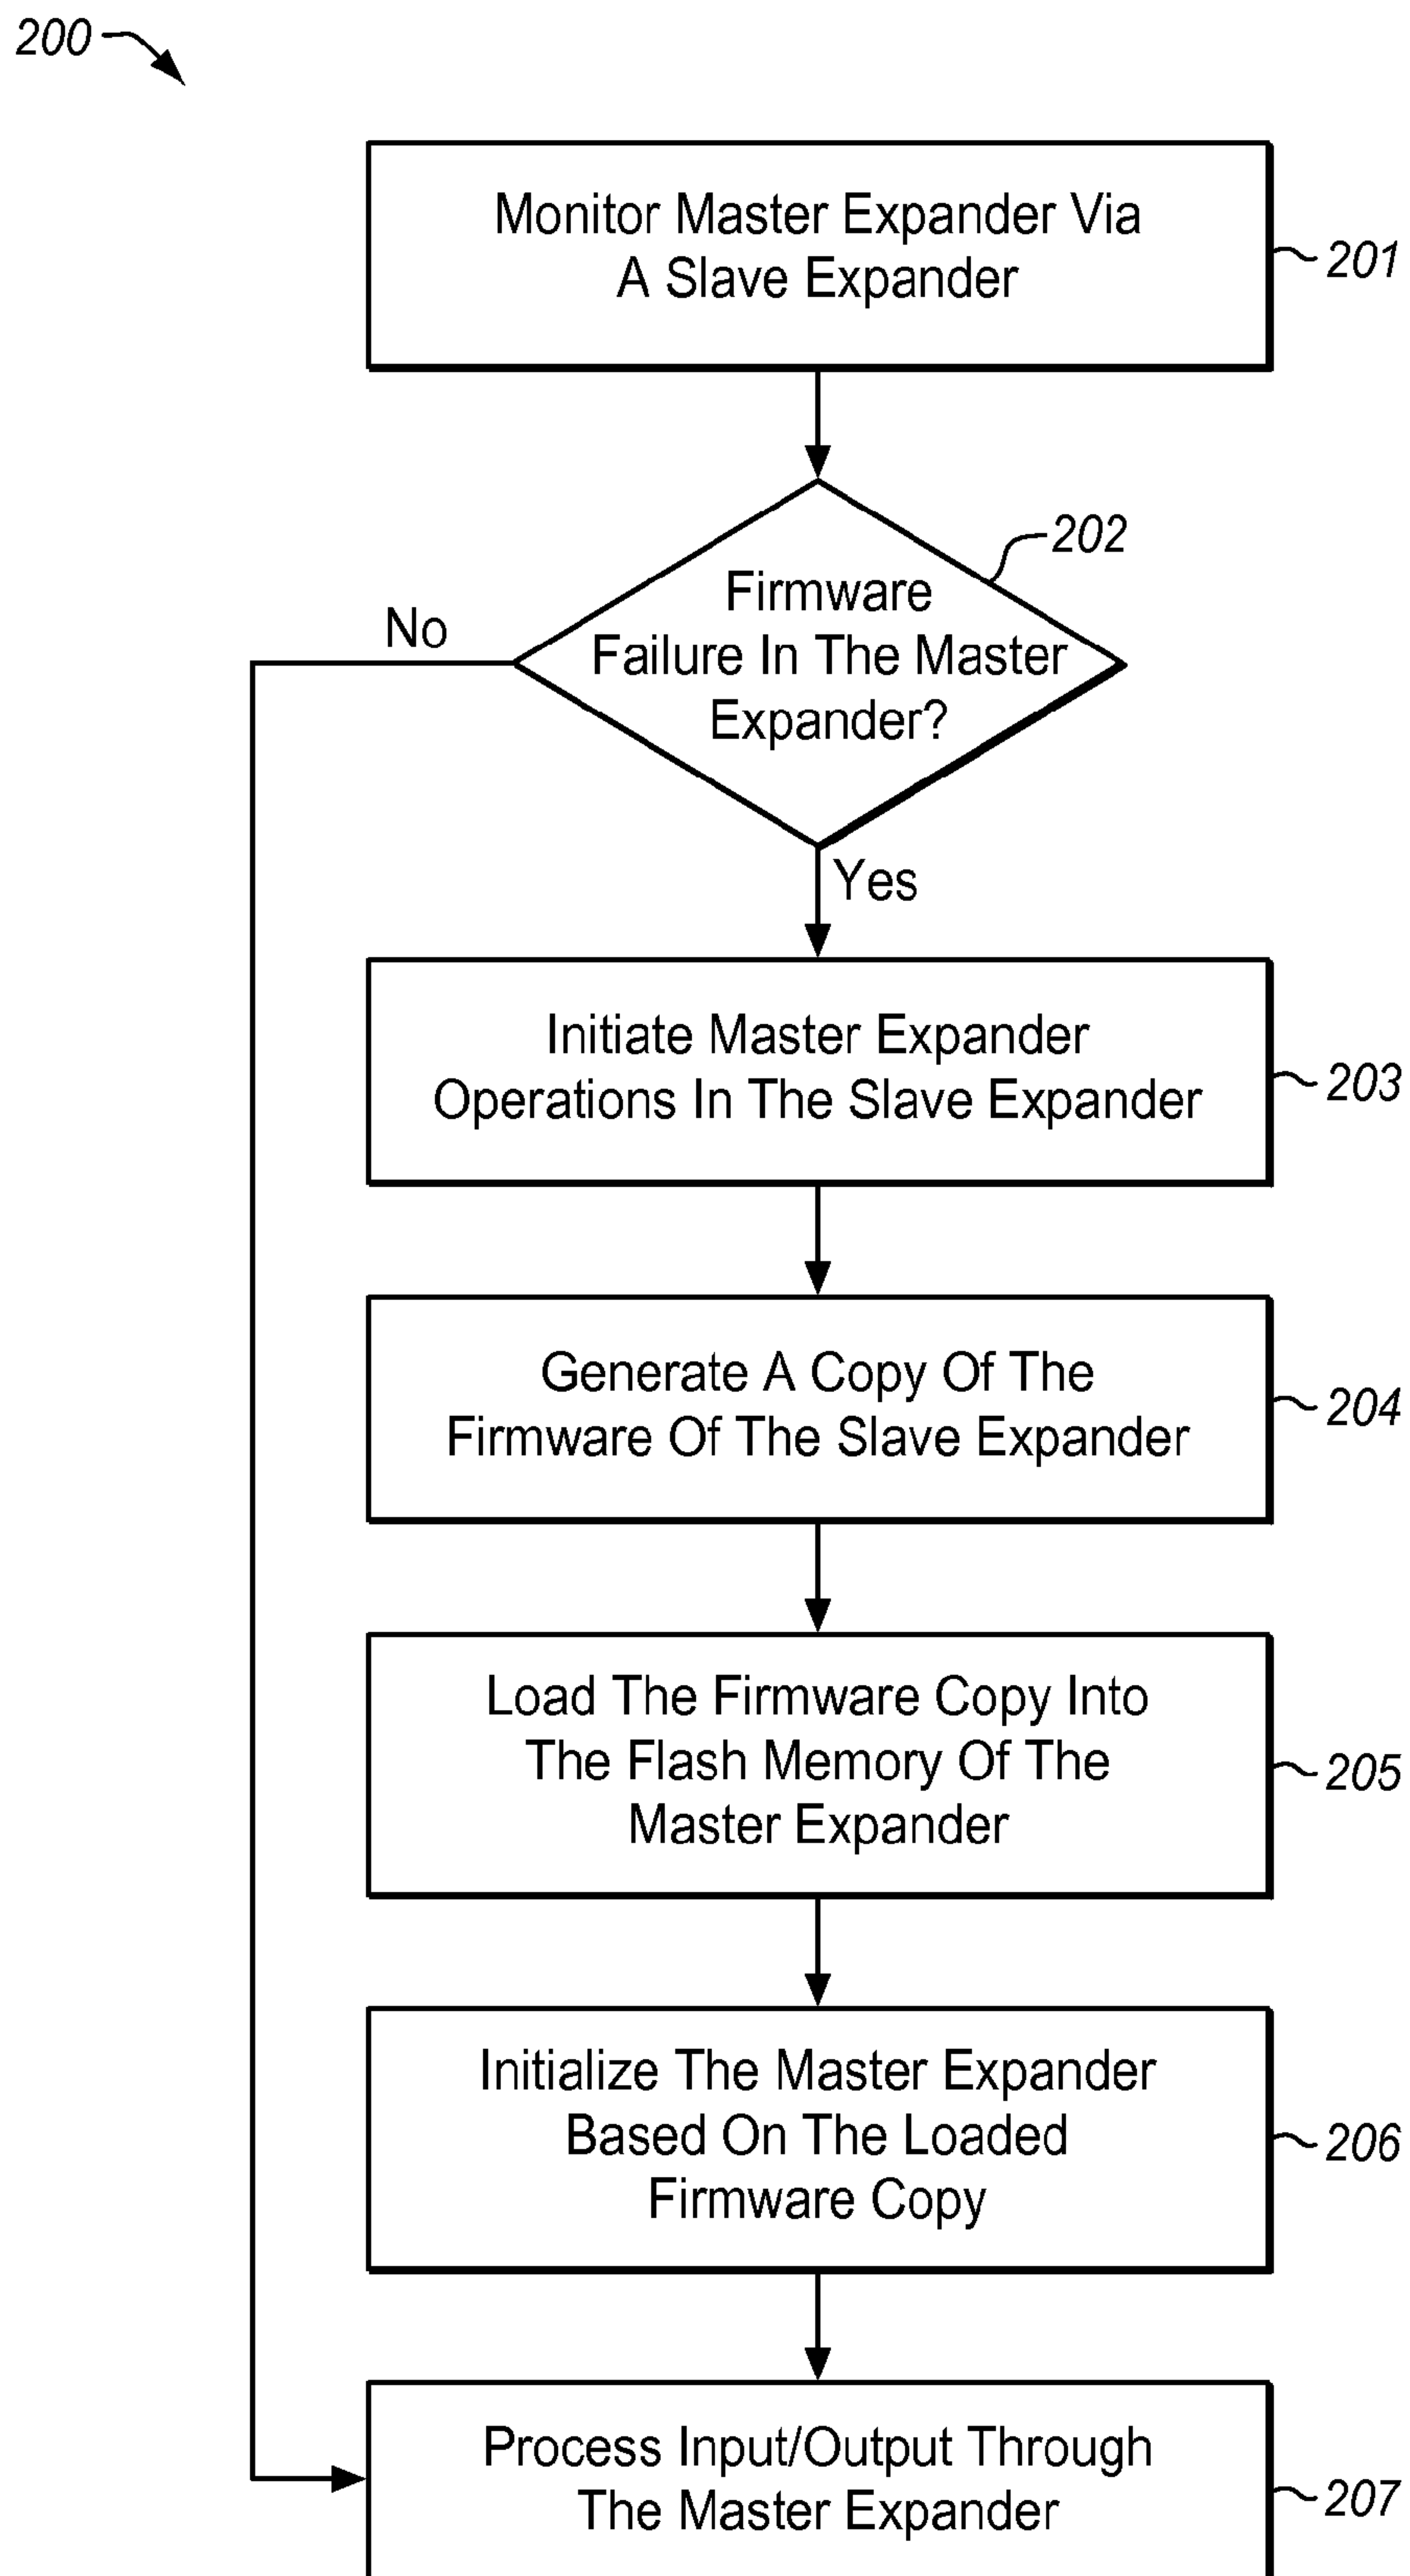 200
Monitor Master Expander Via
A Slave Expander
201
202
Firmware
Failure In The Master
Expander?
No
Yes
Initiate Master Expander
Operations In The Slave Expander
203
Generate A Copy Of The
Firmware Of The Slave Expander
204
Load The Firmware Copy Into
The Flash Memory Of The
Master Expander
205
Initialize The Master Expander
Based On The Loaded
Firmware Copy
206
Process Input/Output Through
The Master Expander
207